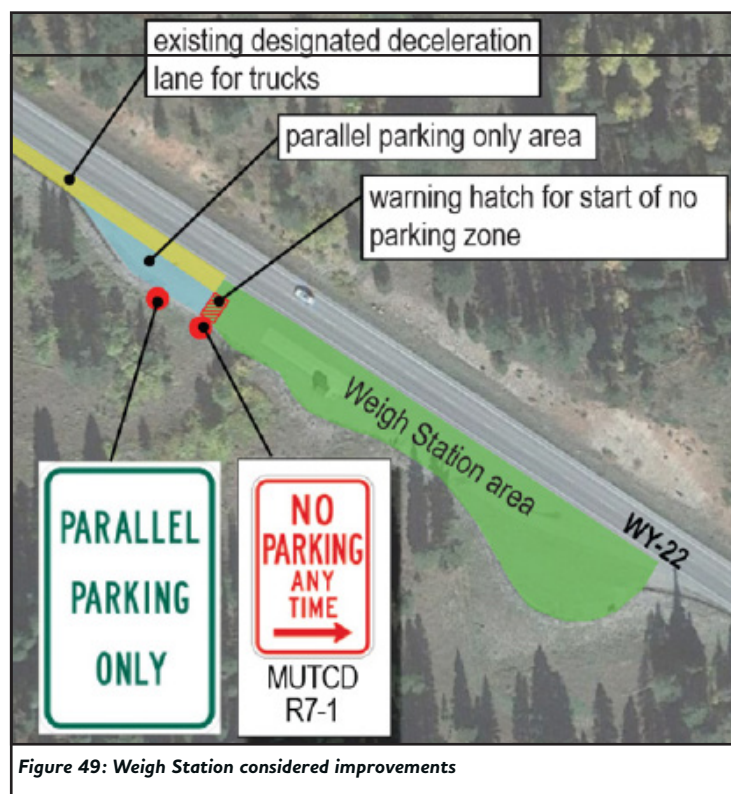 existing designated deceleration
lane for trucks
parallel parking only area
warning hatch for start of no
parking zone
Weigh Station area
WY-22
PARALLEL
PARKING
ONLY
NO
PARKING
ANY
TIME
MUTCD
R7-1
Figure 49: Weigh Station considered improvements